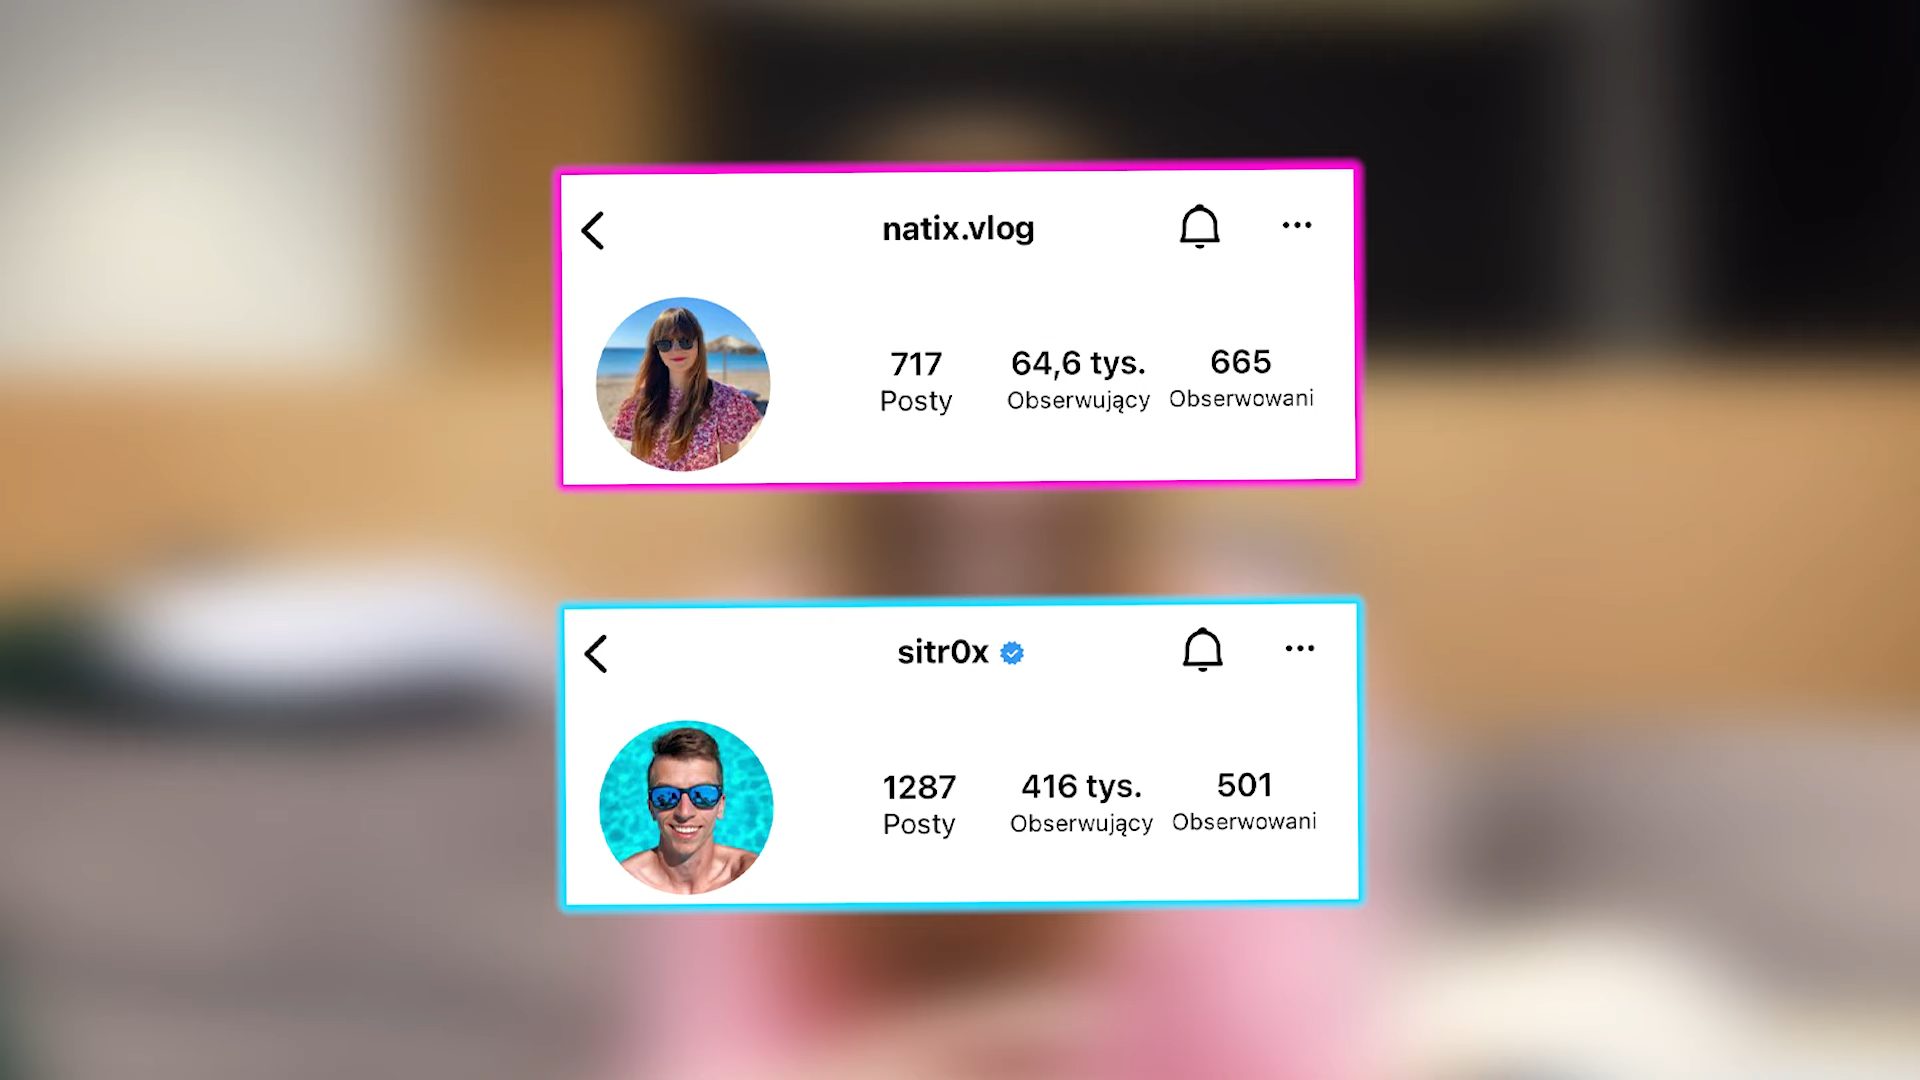 natix.vlog
717 64,6 tys. 665
Posty Obserwujący Obserwowani
sitr0x
1287 416 tys. 501
Posty Obserwujący Obserwowani